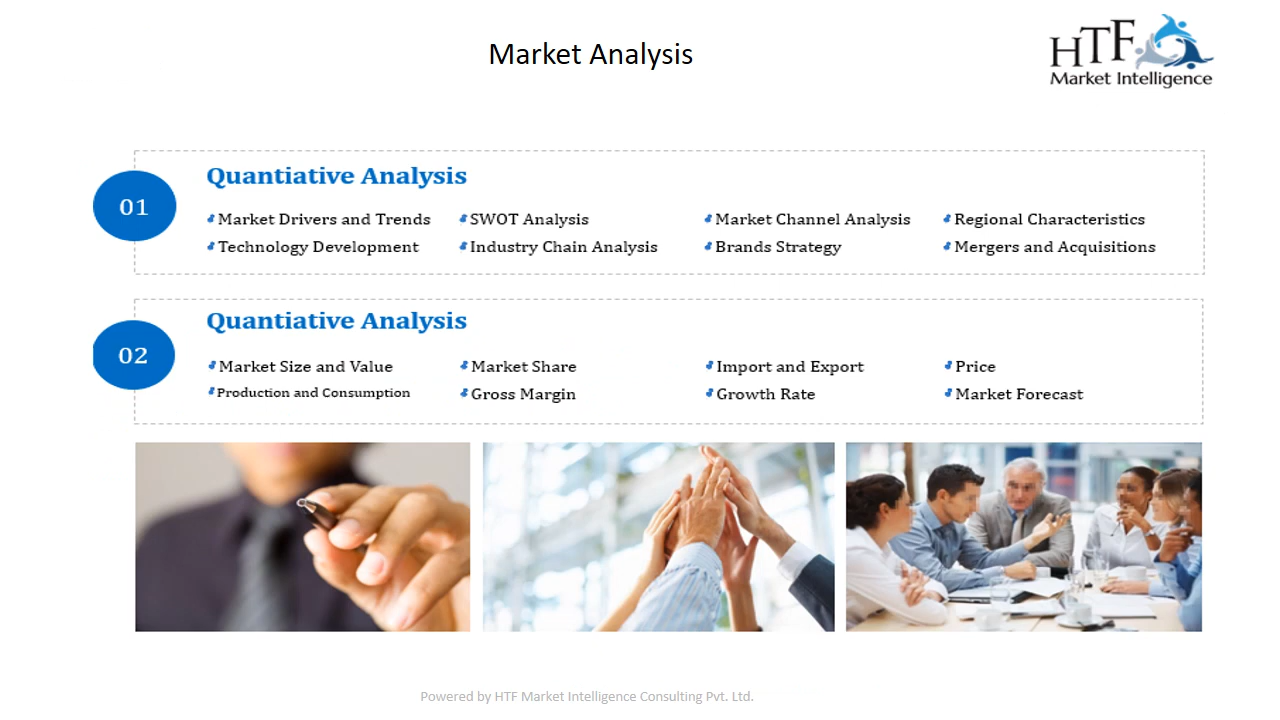 Market Analysis
HTF
Market Intelligence
01
Quantiative Analysis
Market Drivers and Trends SWOT Analysis Market Channel Analysis Regional Characteristics
Technology Development Industry Chain Analysis Brands Strategy Mergers and Acquisitions
02
Quantiative Analysis
Market Size and Value Market Share Import and Export Price
Production and Consumption Gross Margin Growth Rate Market Forecast
Powered by HTF Market Intelligence Consulting Pvt. Ltd.